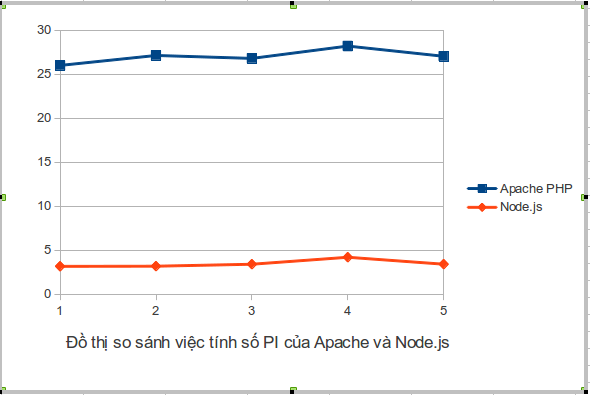 30
25
20
15
10
5
0
1 2 3 4 5
Apache PHP
Node.js
Đồ thị so sánh việc tính số PI của Apache và Node.js